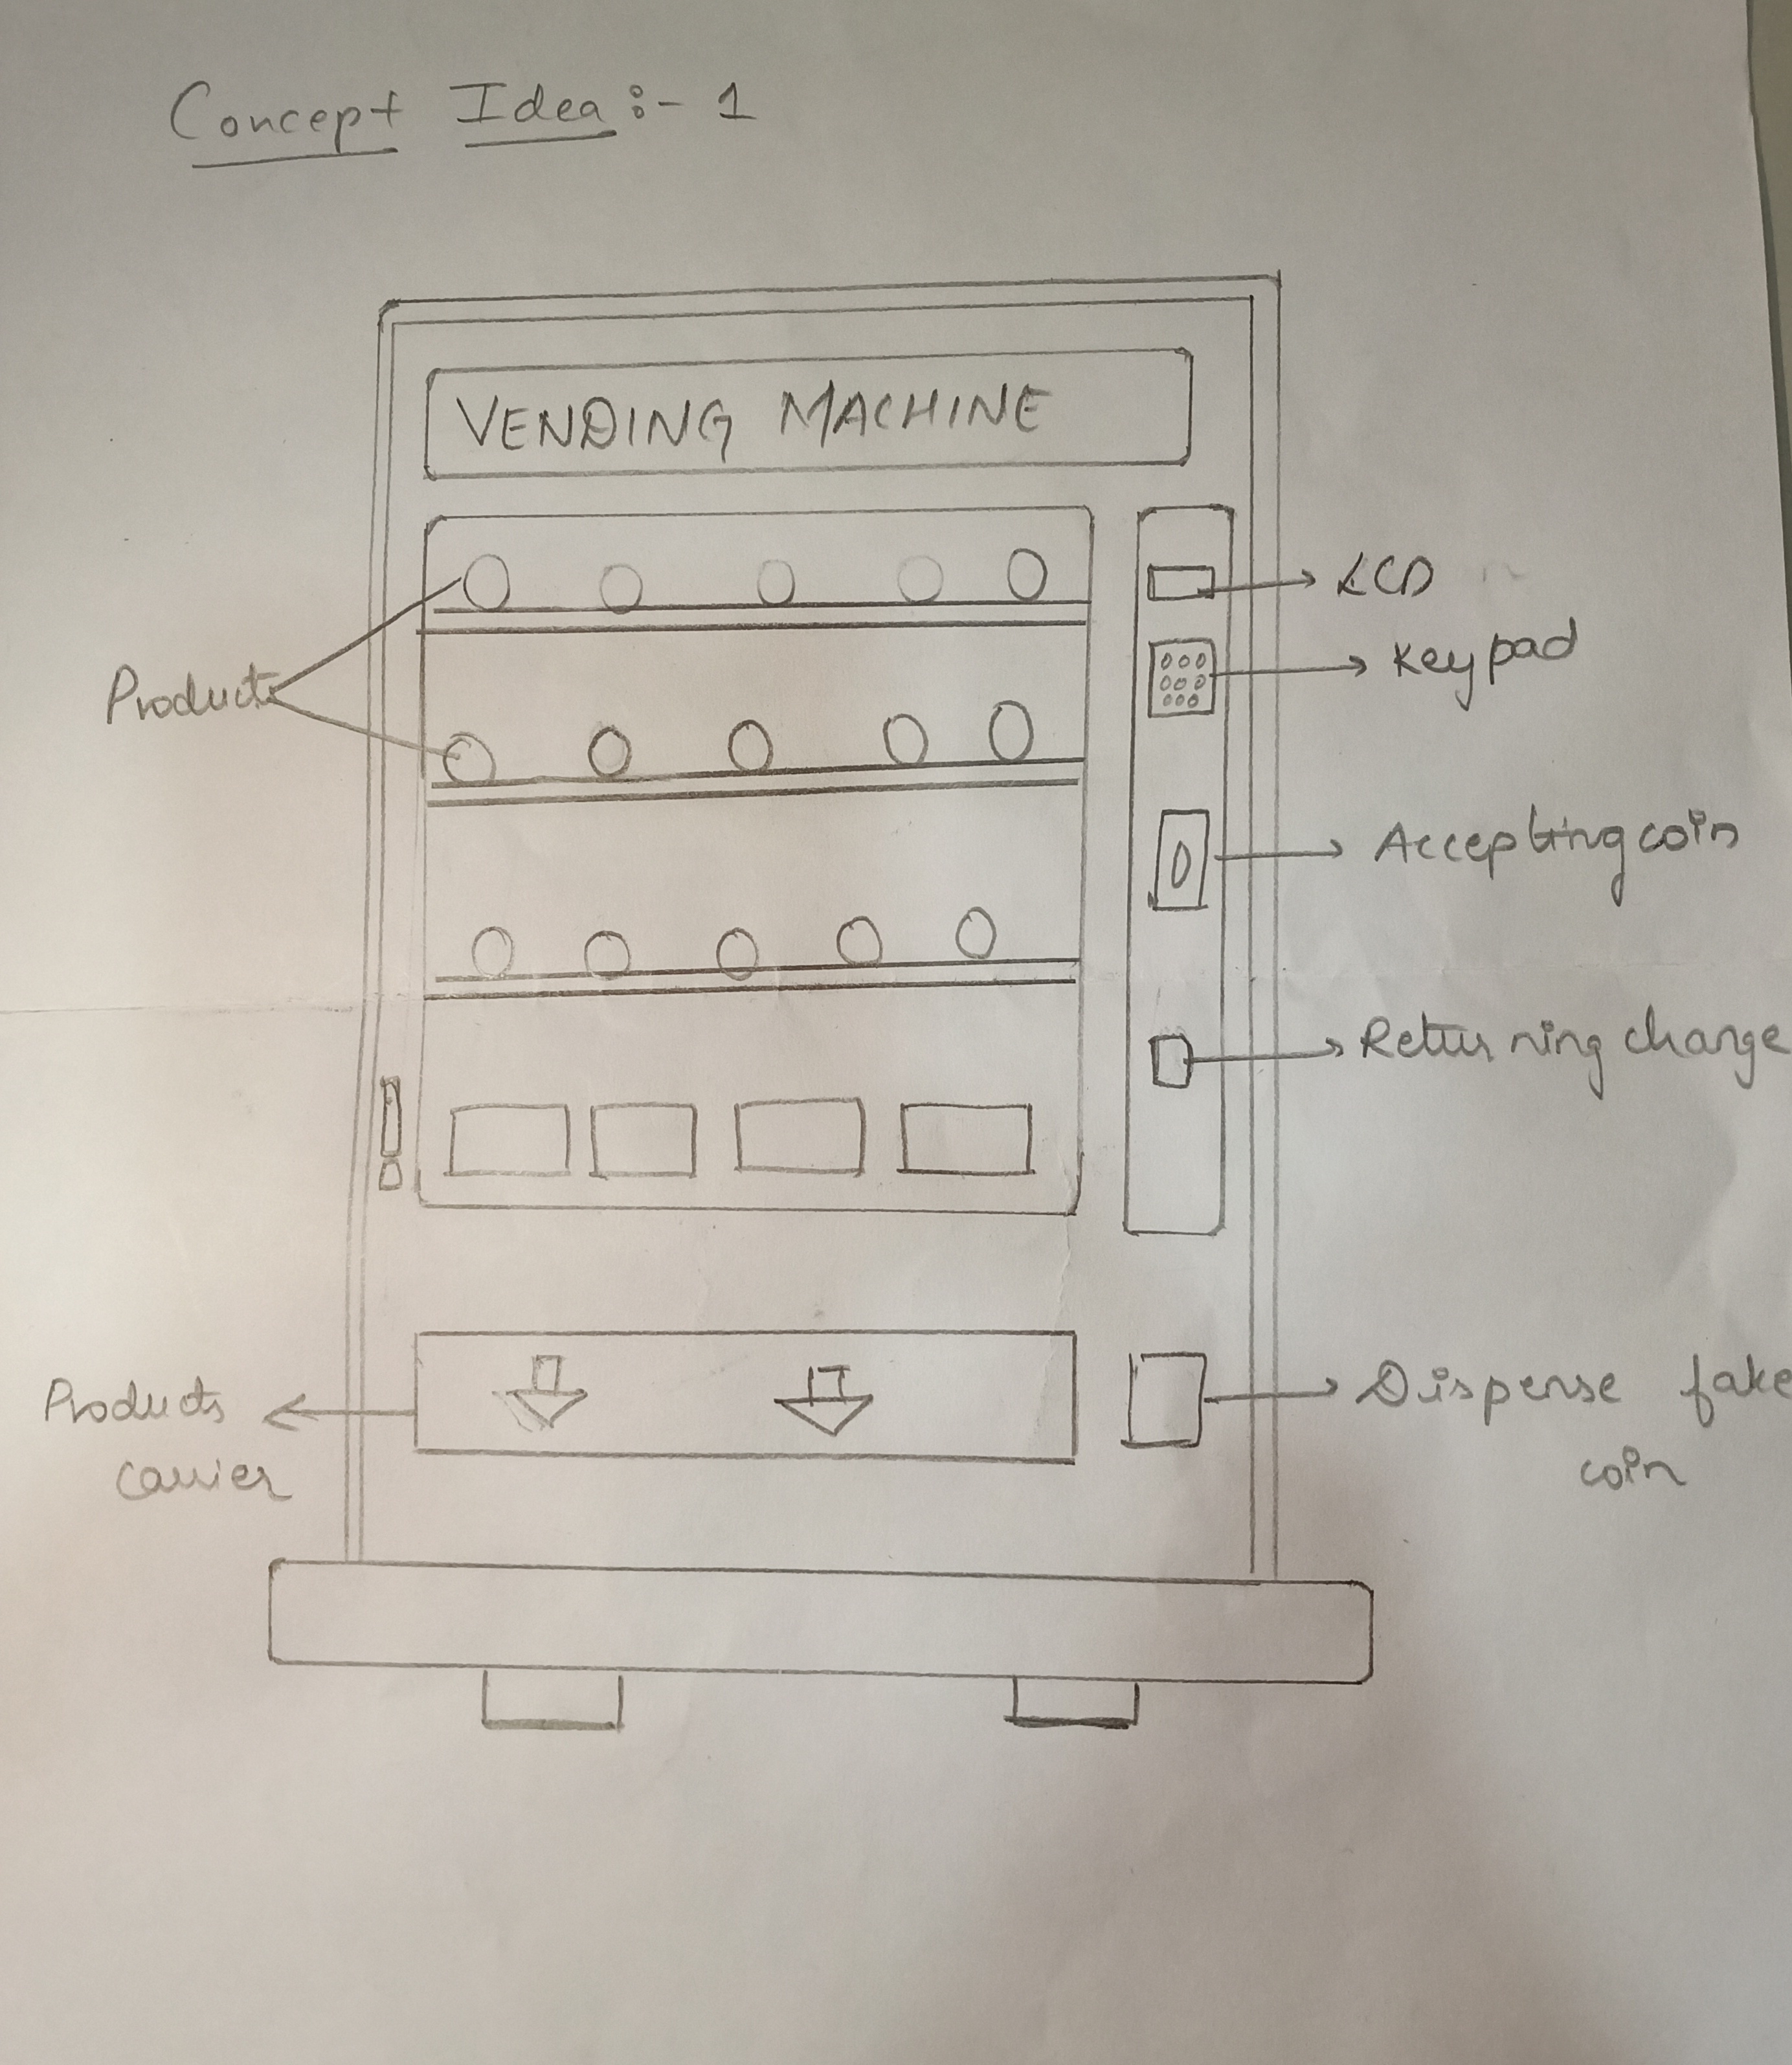 Concept Idea :- 1
VENDING MACHINE
LCD
Keypad
Products
Accepting coin
Returning change
Products
carrier
Dispense fake
coin